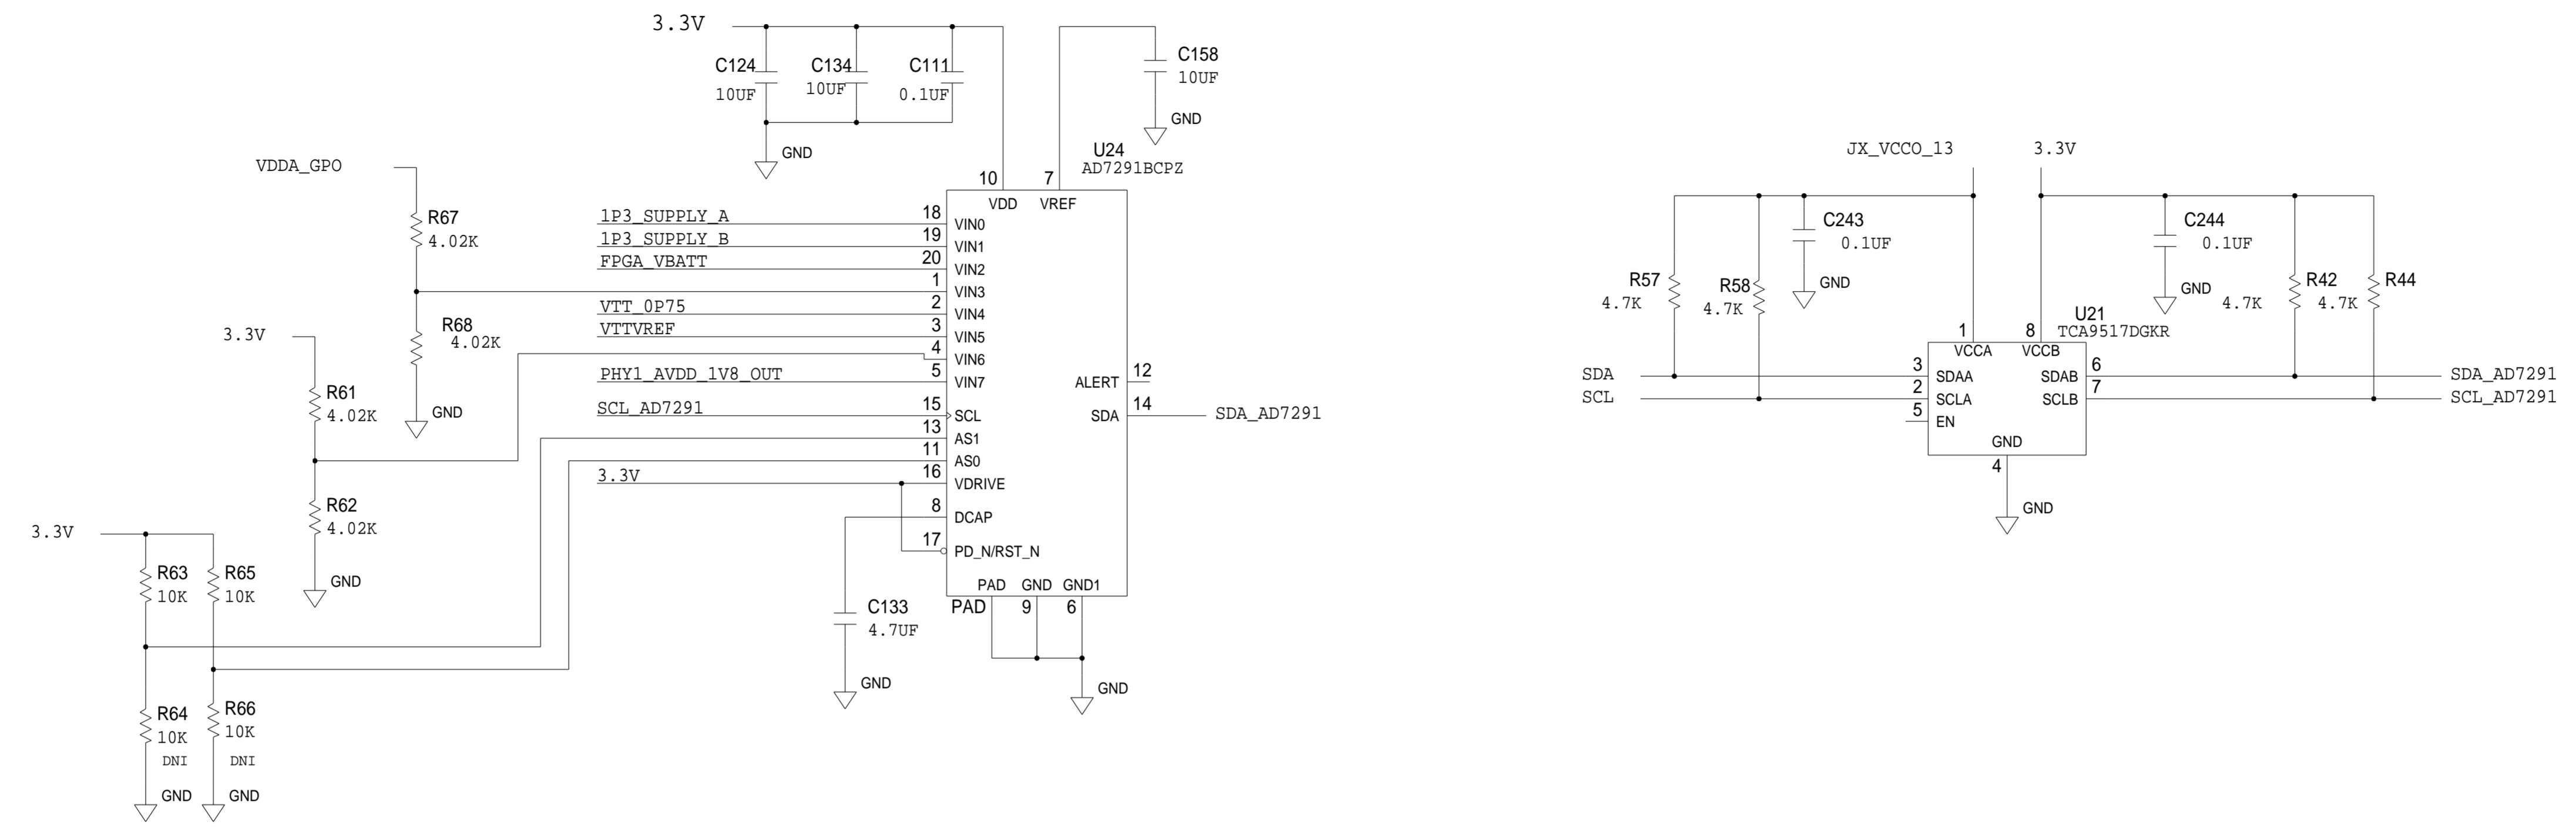 3.3V
C124
10UF
C134
10UF
C111
0.1UF
GND
C158
10UF
GND
U24
AD7291BCPZ
VDDA_GPO
R67
4.02K
R68
4.02K
GND
3.3V
R61
4.02K
R62
4.02K
GND
3.3V
R63
10K
R65
10K
R64
10K
DNI
R66
10K
DNI
GND
GND
10
7
VDD
VREF
1P3_SUPPLY_A
18
VIN0
1P3_SUPPLY_B
19
VIN1
FPGA_VBATT
20
VIN2
1
VIN3
VTT_0P75
2
VIN4
VTTVREF
3
VIN5
4
VIN6
PHY1_AVDD_1V8_OUT
5
VIN7
SCL_AD7291
15
SCL
13
AS1
11
AS0
3.3V
16
VDRIVE
8
DCAP
17
PD_N/RST_N
ALERT
12
SDA
14
SDA_AD7291
PAD
GND
GND1
PAD
9
6
C133
4.7UF
GND
GND
JX_VCCO_13
3.3V
C243
0.1UF
GND
R57
4.7K
R58
4.7K
C244
0.1UF
GND
R42
4.7K
R44
4.7K
U21
TCA9517DGKR
1
8
VCCA
VCCB
SDA
3
SDAA
SDAB
6
SDA_AD7291
SCL
2
SCLA
SCLB
7
SCL_AD7291
5
EN
GND
4
GND